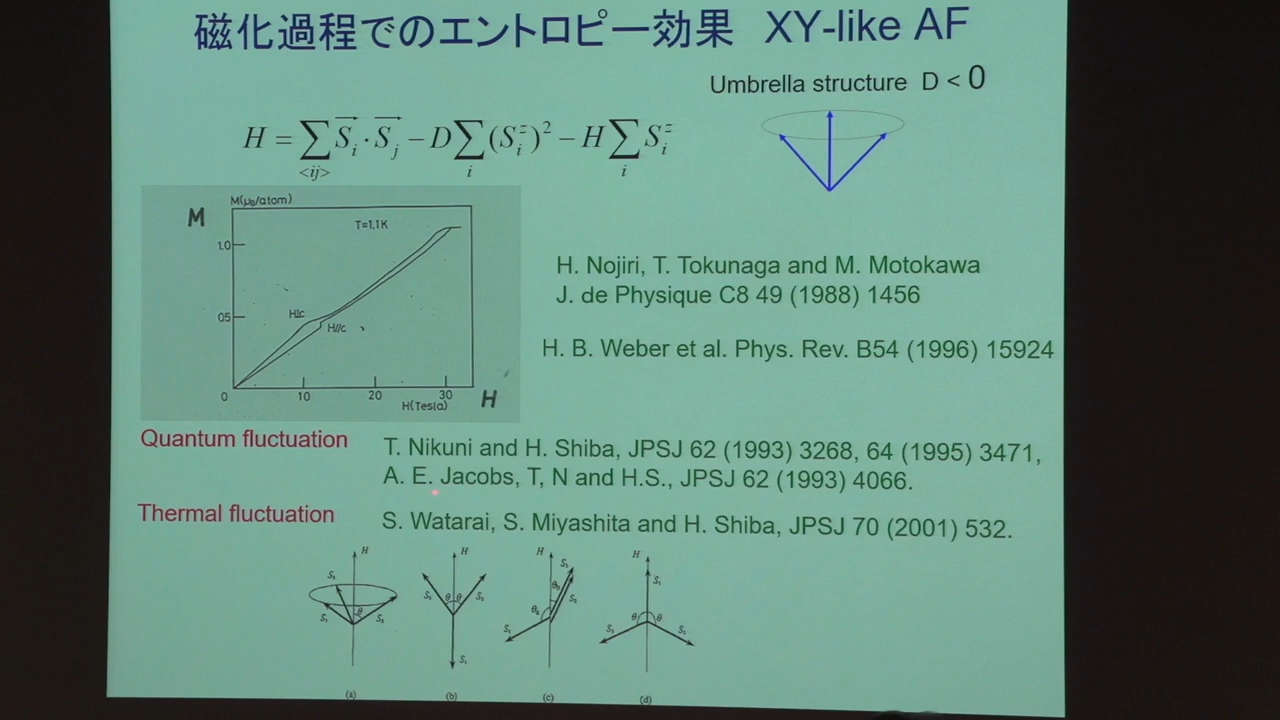 磁化過程でのエントロピー効果 XY-like AF
Umbrella structure D < 0
H = ∑<ij> S⃗i · S⃗j − D∑i (Siᶻ)² − H∑i Siᶻ
M
M(μB/atom)
T=1.1K
1.0
H⊥c
0.5
H//c
0 10 20 30
H(Tesla)
H
H. Nojiri, T. Tokunaga and M. Motokawa
J. de Physique C8 49 (1988) 1456
H. B. Weber et al. Phys. Rev. B54 (1996) 15924
Quantum fluctuation
T. Nikuni and H. Shiba, JPSJ 62 (1993) 3268, 64 (1995) 3471,
A. E. Jacobs, T, N and H.S., JPSJ 62 (1993) 4066.
Thermal fluctuation
S. Watarai, S. Miyashita and H. Shiba, JPSJ 70 (2001) 532.
H H H H
(a) (b) (c) (d)